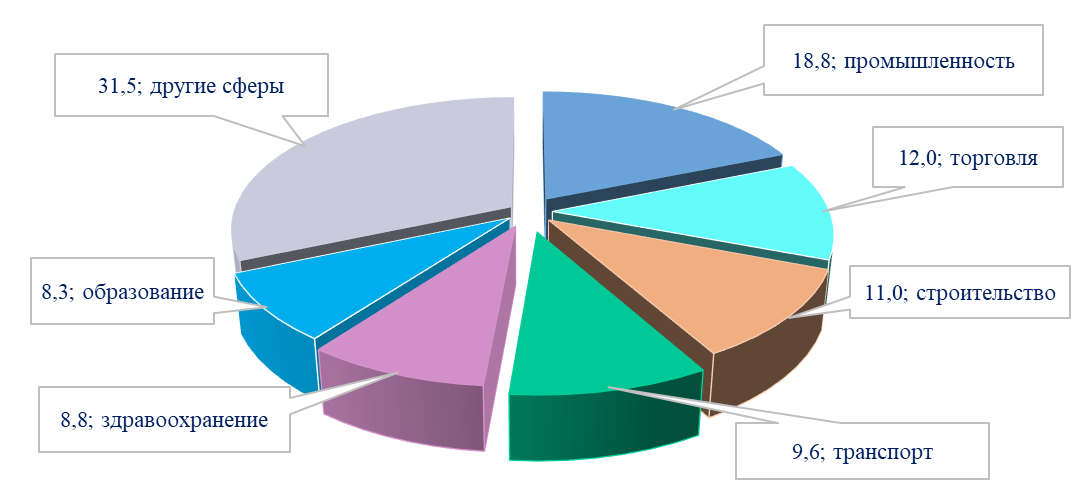 31,5; другие сферы
18,8; промышленность
12,0; торговля
8,3; образование
11,0; строительство
8,8; здравоохранение
9,6; транспорт